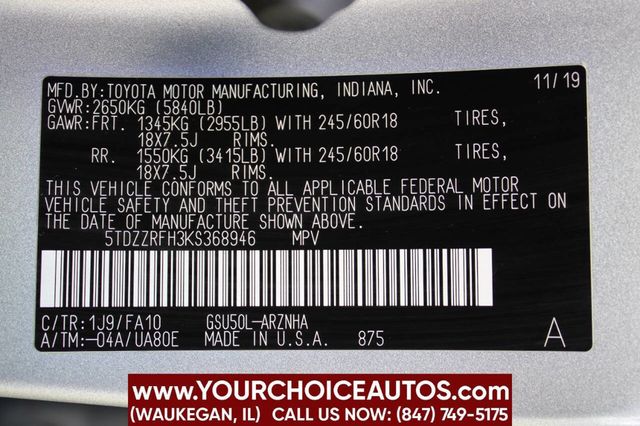 MFD.BY:TOYOTA MOTOR MANUFACTURING, INDIANA, INC. 11/19
GVWR:2650KG (5840LB)
GAWR:FRT. 1345KG (2955LB) WITH 245/60R18 TIRES,
18X7.5J RIMS.
RR. 1550KG (3415LB) WITH 245/60R18 TIRES,
18X7.5J RIMS.
THIS VEHICLE CONFORMS TO ALL APPLICABLE FEDERAL MOTOR
VEHICLE SAFETY AND THEFT PREVENTION STANDARDS IN EFFECT ON
THE DATE OF MANUFACTURE SHOWN ABOVE.
5TDZZRFH3KS368946 MPV
C/TR:1J9/FA10 GSU50L-ARZNHA
A/TM:-04A/UA80E MADE IN U.S.A. 875 A
WWW.YOURCHOICEAUTOS.COM
(WAUKEGAN, IL) CALL US NOW: (847) 749-5175